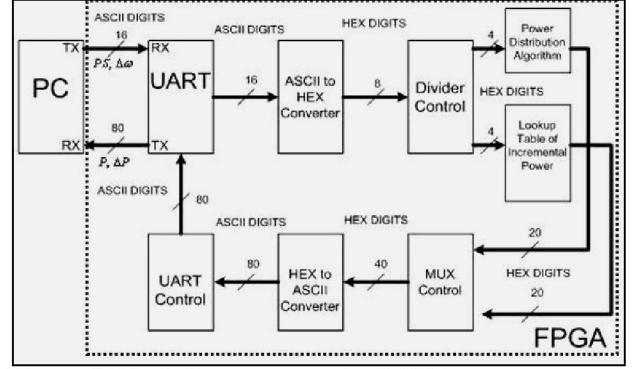 ASCII DIGITS
TX
16
RX
PS, Δω
PC
UART
RX
80
TX
P, ΔP
ASCII DIGITS
80
ASCII DIGITS
16
ASCII to
HEX
Converter
HEX DIGITS
8
Divider
Control
4
Power
Distribution
Algorithm
HEX DIGITS
4
Lookup
Table of
Incremental
Power
UART
Control
ASCII DIGITS
80
HEX to
ASCII
Converter
HEX DIGITS
40
MUX
Control
20
HEX DIGITS
20
FPGA